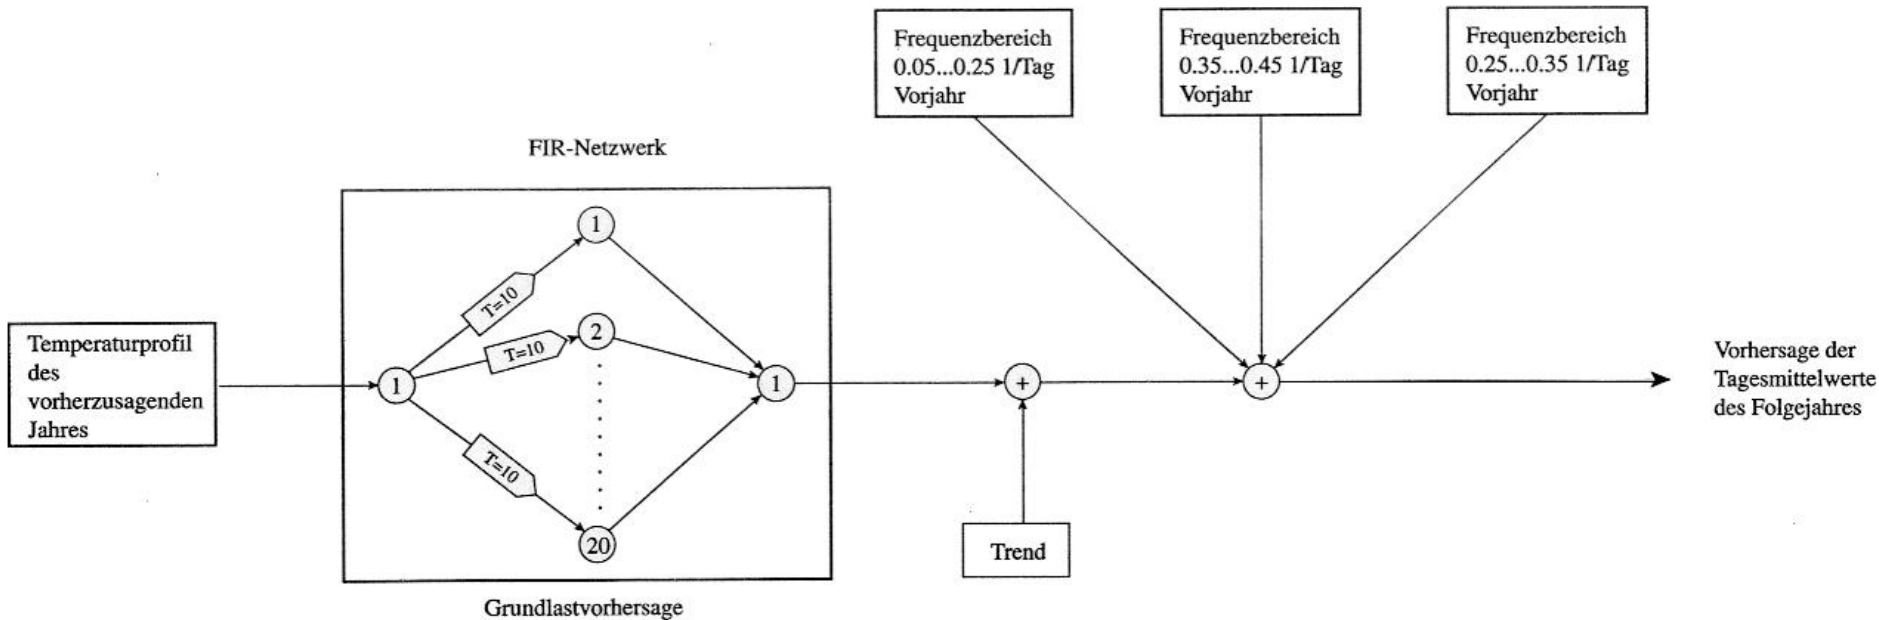 Frequenzbereich
0.05...0.25 1/Tag
Vorjahr
Frequenzbereich
0.35...0.45 1/Tag
Vorjahr
Frequenzbereich
0.25...0.35 1/Tag
Vorjahr
FIR-Netzwerk
Temperaturprofil
des
vorherzusagenden
Jahres
1
T=10
1
T=10
2
T=10
20
1
+
+
Trend
Vorhersage der
Tagesmittelwerte
des Folgejahres
Grundlastvorhersage